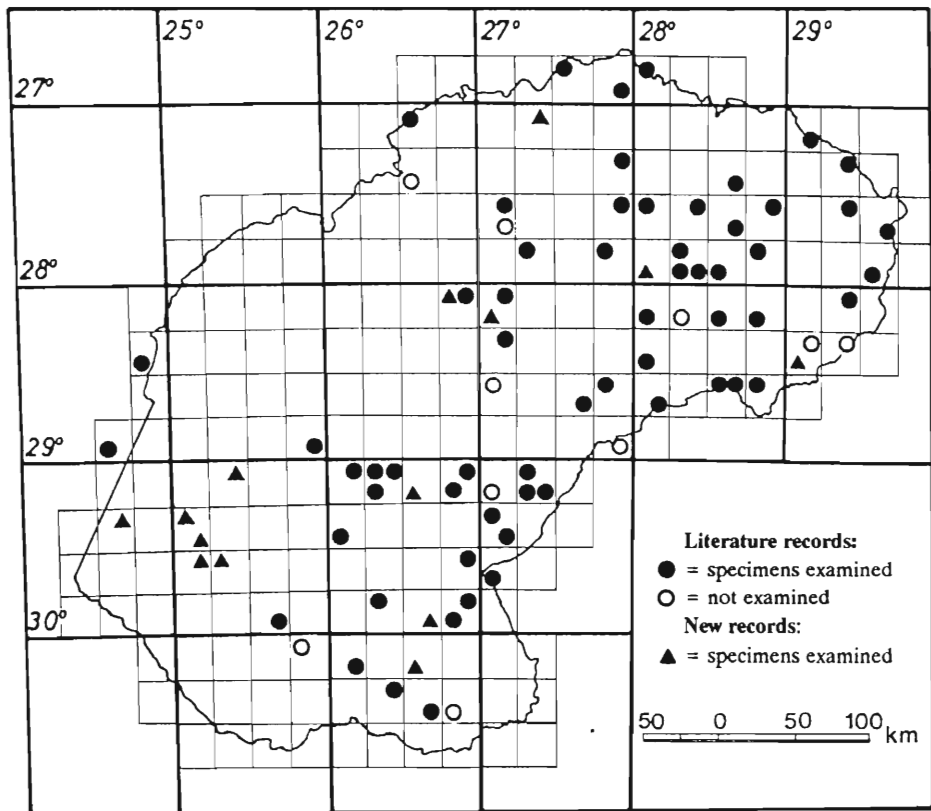 25° 26° 27° 28° 29°
27°
28°
29°
30°
Literature records:
● = specimens examined
○ = not examined
New records:
▲ = specimens examined
50 0 50 100 km